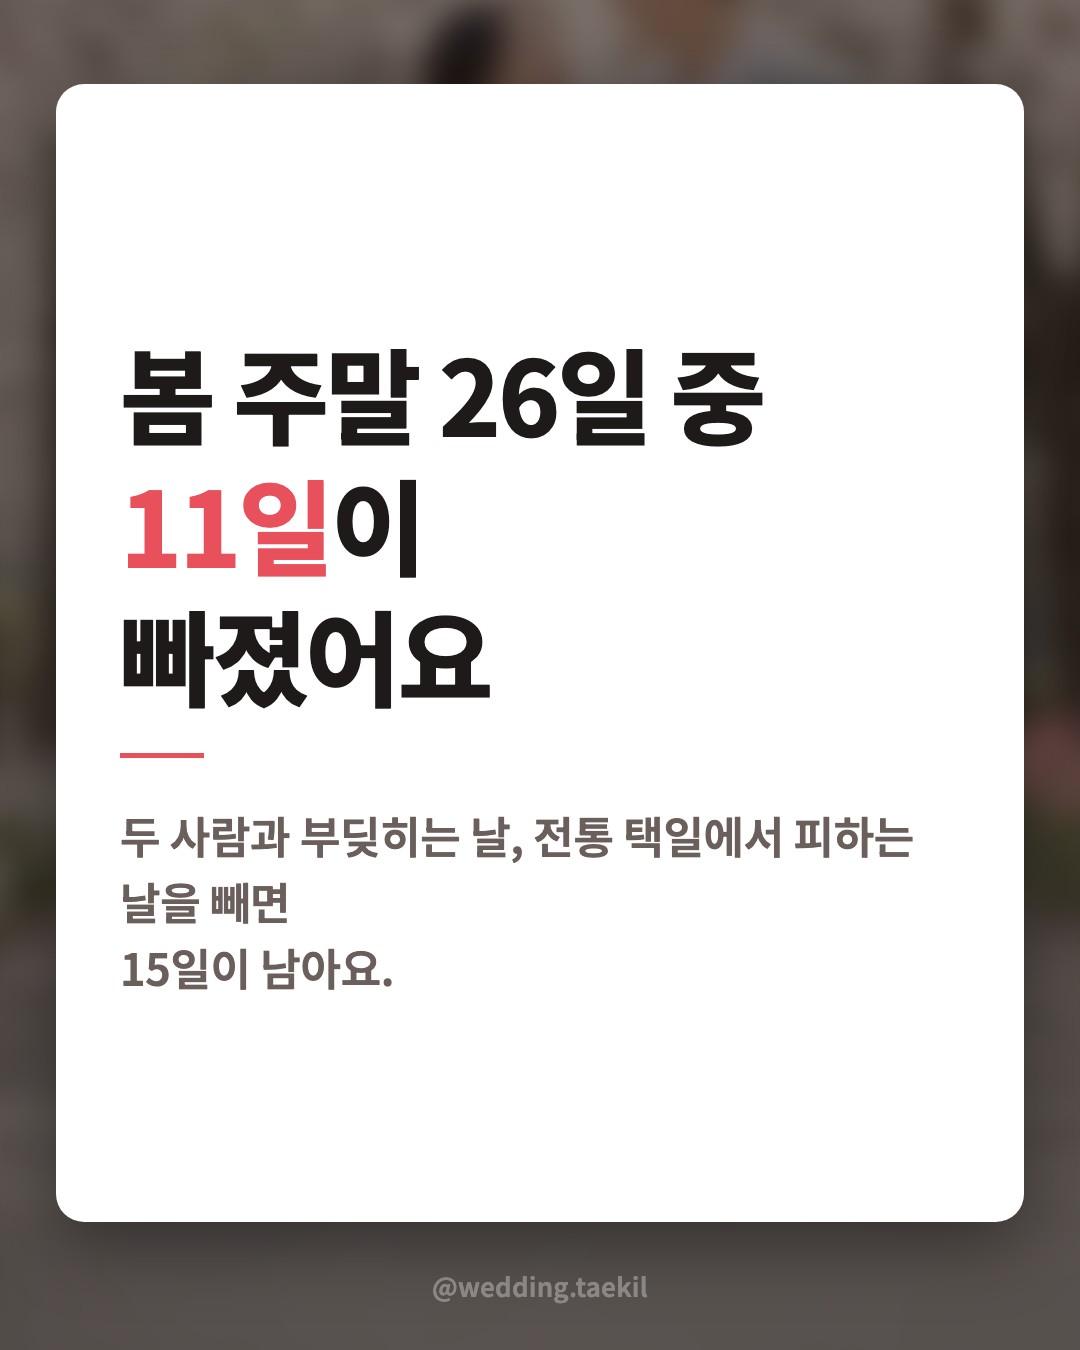 봄 주말 26일 중
11일이
빠졌어요
두 사람과 부딪히는 날, 전통 택일에서 피하는
날을 빼면
15일이 남아요.
@wedding.taekil